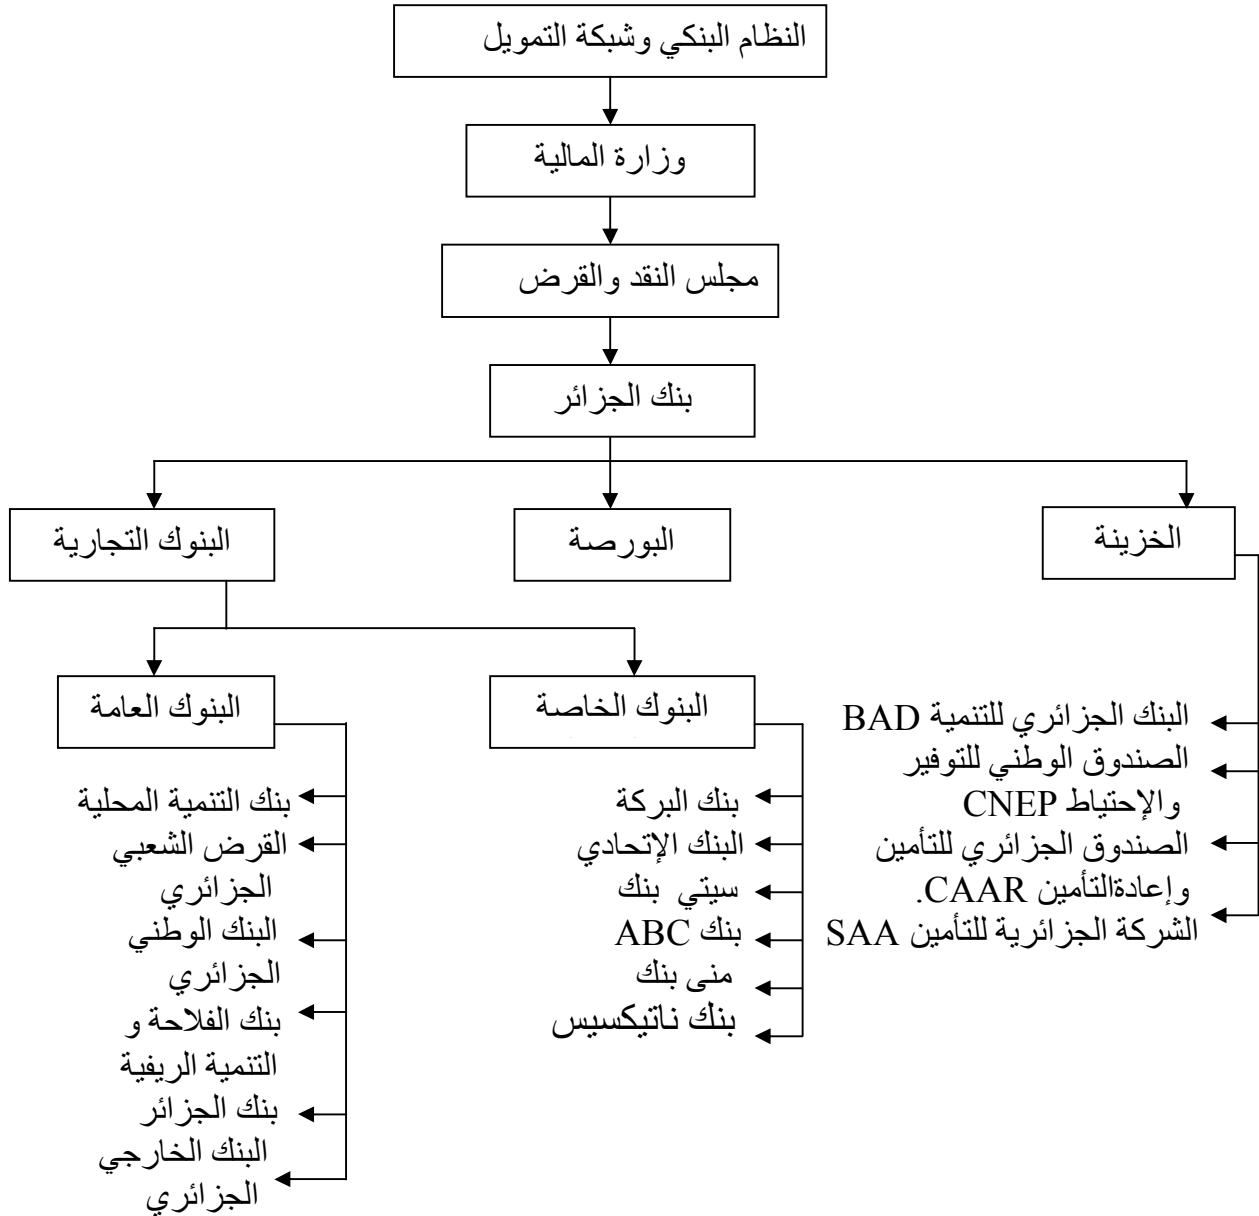 النظام البنكي وشبكة التمويل
وزارة المالية
مجلس النقد والقرض
بنك الجزائر
الخزينة
البورصة
البنوك التجارية
البنك الجزائري للتنمية BAD
الصندوق الوطني للتوفير
والإحتياط CNEP
الصندوق الجزائري للتأمين
وإعادةالتأمين CAAR.
الشركة الجزائرية للتأمين SAA
البنوك الخاصة
بنك البركة
البنك الإتحادي
سيتي بنك
بنك ABC
منى بنك
بنك ناتيكسيس
البنوك العامة
بنك التنمية المحلية
القرض الشعبي
الجزائري
البنك الوطني
الجزائري
بنك الفلاحة و
التنمية الريفية
بنك الجزائر
البنك الخارجي
الجزائري